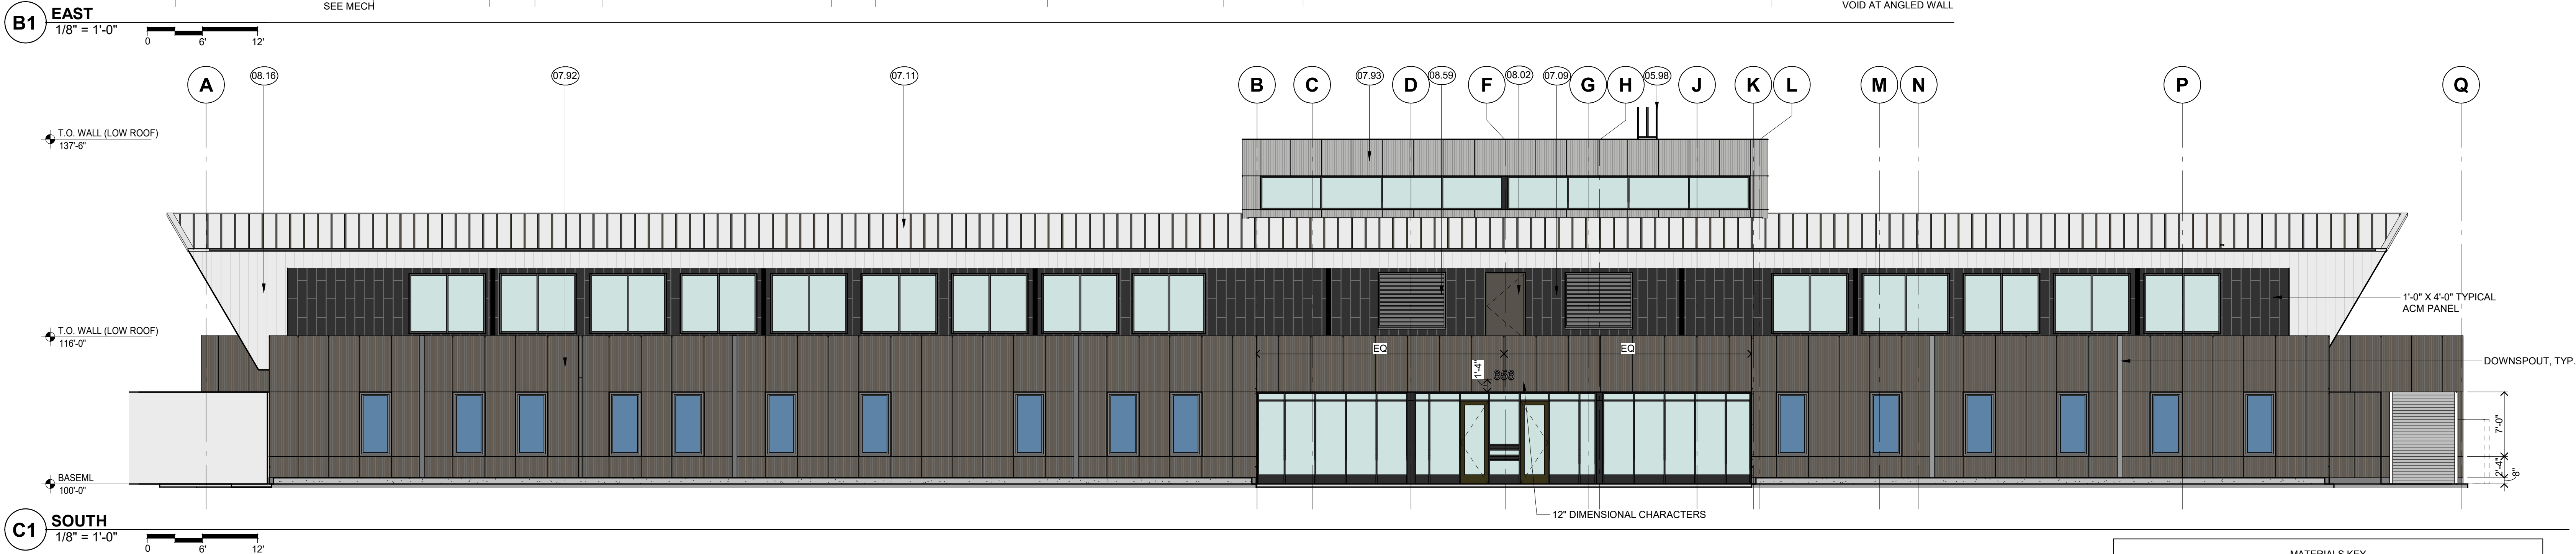 SEE MECH
VOID AT ANGLED WALL
B1 EAST
1/8" = 1'-0"
0 6' 12'
A 08.16 07.92 07.11 B C 07.93 D 08.59 F 08.02 07.09 G H 05.98 J K L M N P Q
T.O. WALL (LOW ROOF)
137'-6"
1'-0" X 4'-0" TYPICAL
ACM PANEL
T.O. WALL (LOW ROOF)
116'-0"
EQ EQ
DOWNSPOUT, TYP.
1'-4"
656
7'-0"
2'-4"
8"
BASEML
100'-0"
12" DIMENSIONAL CHARACTERS
C1 SOUTH
1/8" = 1'-0"
0 6' 12'
MATERIALS KEY